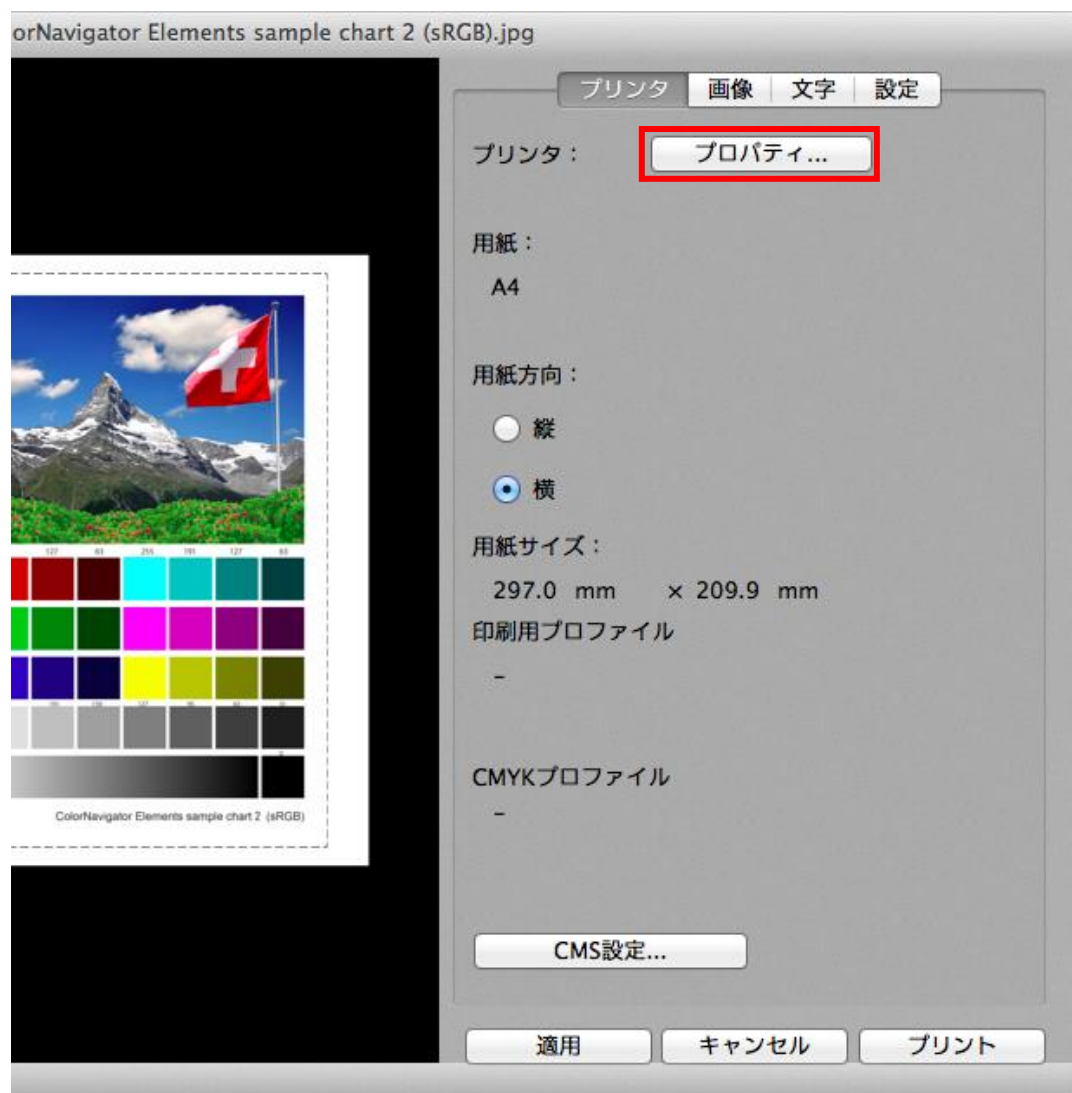 orNavigator Elements sample chart 2 (sRGB).jpg
プリンタ 画像 文字 設定
プリンタ： プロパティ...
用紙：
A4
用紙方向：
縦
横
用紙サイズ：
297.0 mm × 209.9 mm
印刷用プロファイル
–
CMYKプロファイル
–
CMS設定...
適用 キャンセル プリント
127 63 255 191 127 63
ColorNavigator Elements sample chart 2 (sRGB)